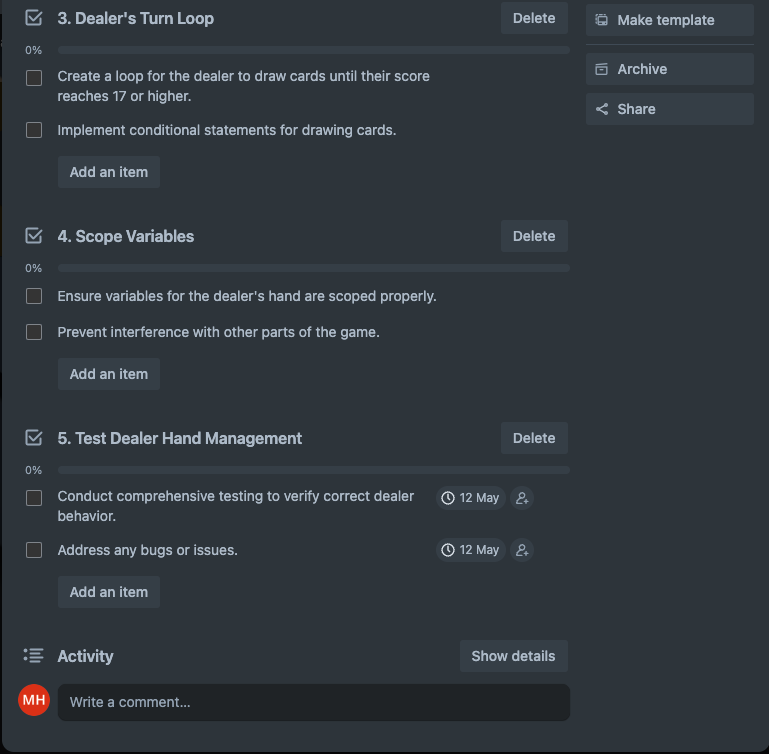 3. Dealer's Turn Loop
Delete
0%
Create a loop for the dealer to draw cards until their score
reaches 17 or higher.
Implement conditional statements for drawing cards.
Add an item
4. Scope Variables
Delete
0%
Ensure variables for the dealer's hand are scoped properly.
Prevent interference with other parts of the game.
Add an item
5. Test Dealer Hand Management
Delete
0%
Conduct comprehensive testing to verify correct dealer
behavior.
12 May
Address any bugs or issues.
12 May
Add an item
Activity
Show details
MH
Write a comment...
Make template
Archive
Share